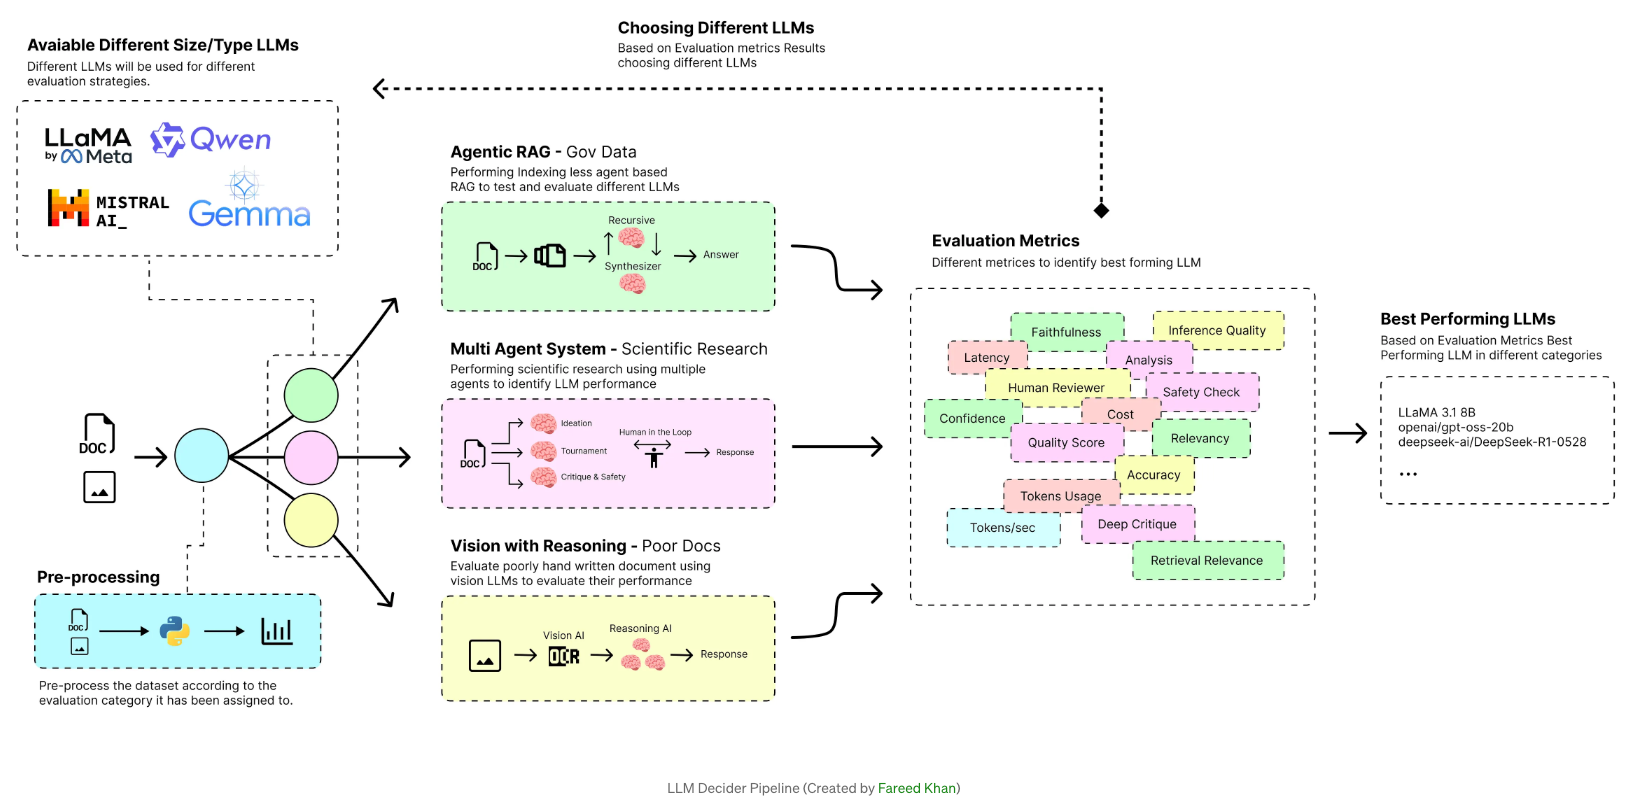 Choosing Different LLMs
Based on Evaluation metrics Results
choosing different LLMs
Avaiable Different Size/Type LLMs
Different LLMs will be used for different
evaluation strategies.
LLaMA
by Meta
Qwen
MISTRAL
AI_
Gemma
DOC
Pre-processing
DOC
Pre-process the dataset according to the
evaluation category it has been assigned to.
Agentic RAG - Gov Data
Performing Indexing less agent based
RAG to test and evaluate different LLMs
DOC
Recursive
Synthesizer
Answer
Multi Agent System - Scientific Research
Performing scientific research using multiple
agents to identify LLM performance
DOC
Ideation
Tournament
Critique & Safety
Human in the Loop
Response
Vision with Reasoning - Poor Docs
Evaluate poorly hand written document using
vision LLMs to evaluate their performance
Vision AI
OCR
Reasoning AI
Response
Evaluation Metrics
Different metrices to identify best forming LLM
Faithfulness
Inference Quality
Latency
Analysis
Human Reviewer
Safety Check
Confidence
Cost
Quality Score
Relevancy
Accuracy
Tokens Usage
Tokens/sec
Deep Critique
Retrieval Relevance
Best Performing LLMs
Based on Evaluation Metrics Best
Performing LLM in different categories
LLaMA 3.1 8B
openai/gpt-oss-20b
deepseek-ai/DeepSeek-R1-0528
...
LLM Decider Pipeline (Created by Fareed Khan)